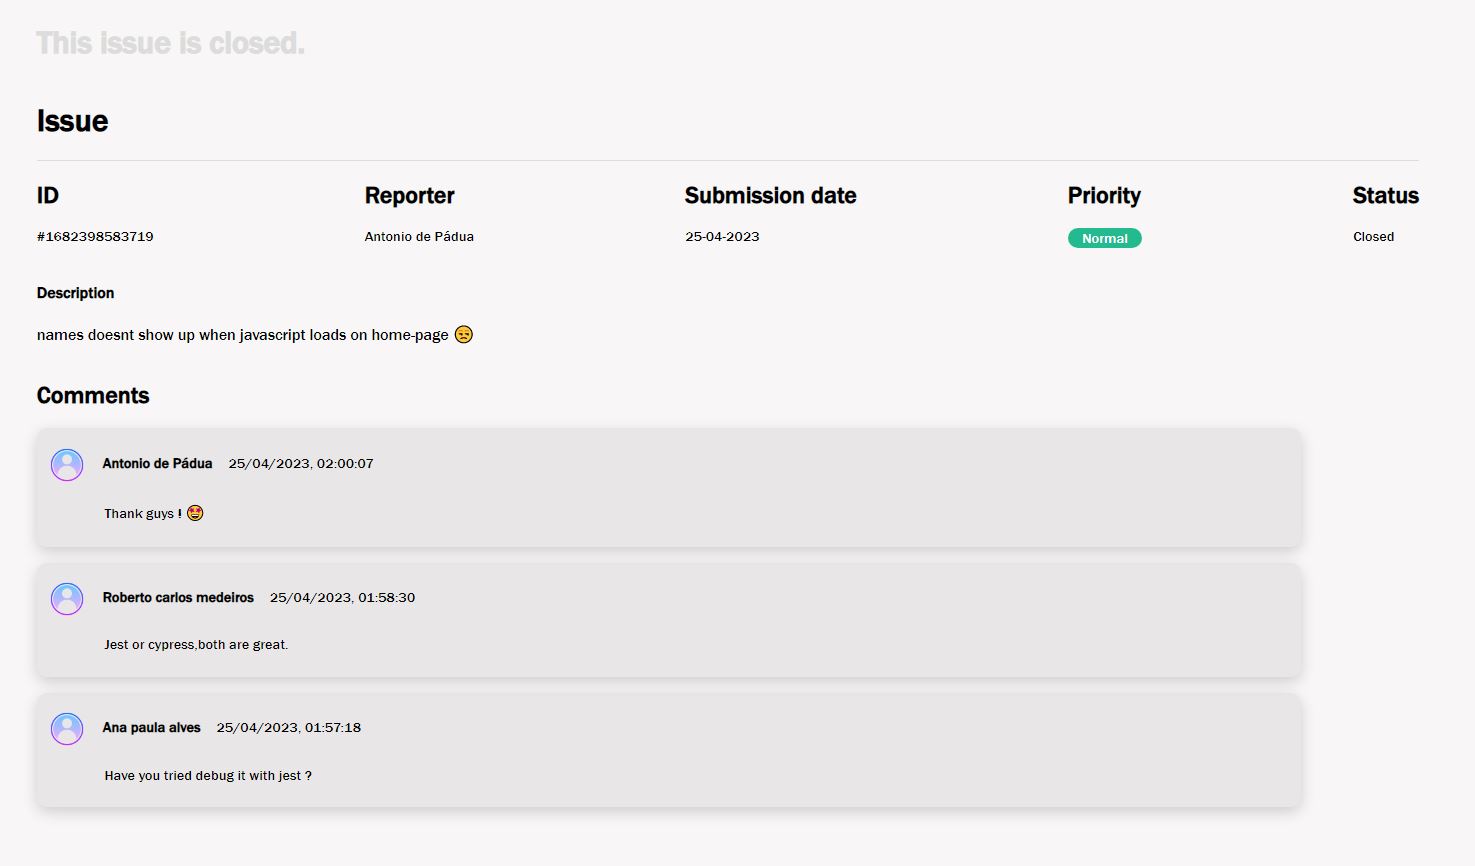 This issue is closed.
Issue
ID Reporter Submission date Priority Status
#1682398583719 Antonio de Pádua 25-04-2023 Normal Closed
Description
names doesnt show up when javascript loads on home-page 😒
Comments
Antonio de Pádua 25/04/2023, 02:00:07
Thank guys ! 🤩
Roberto carlos medeiros 25/04/2023, 01:58:30
Jest or cypress,both are great.
Ana paula alves 25/04/2023, 01:57:18
Have you tried debug it with jest ?